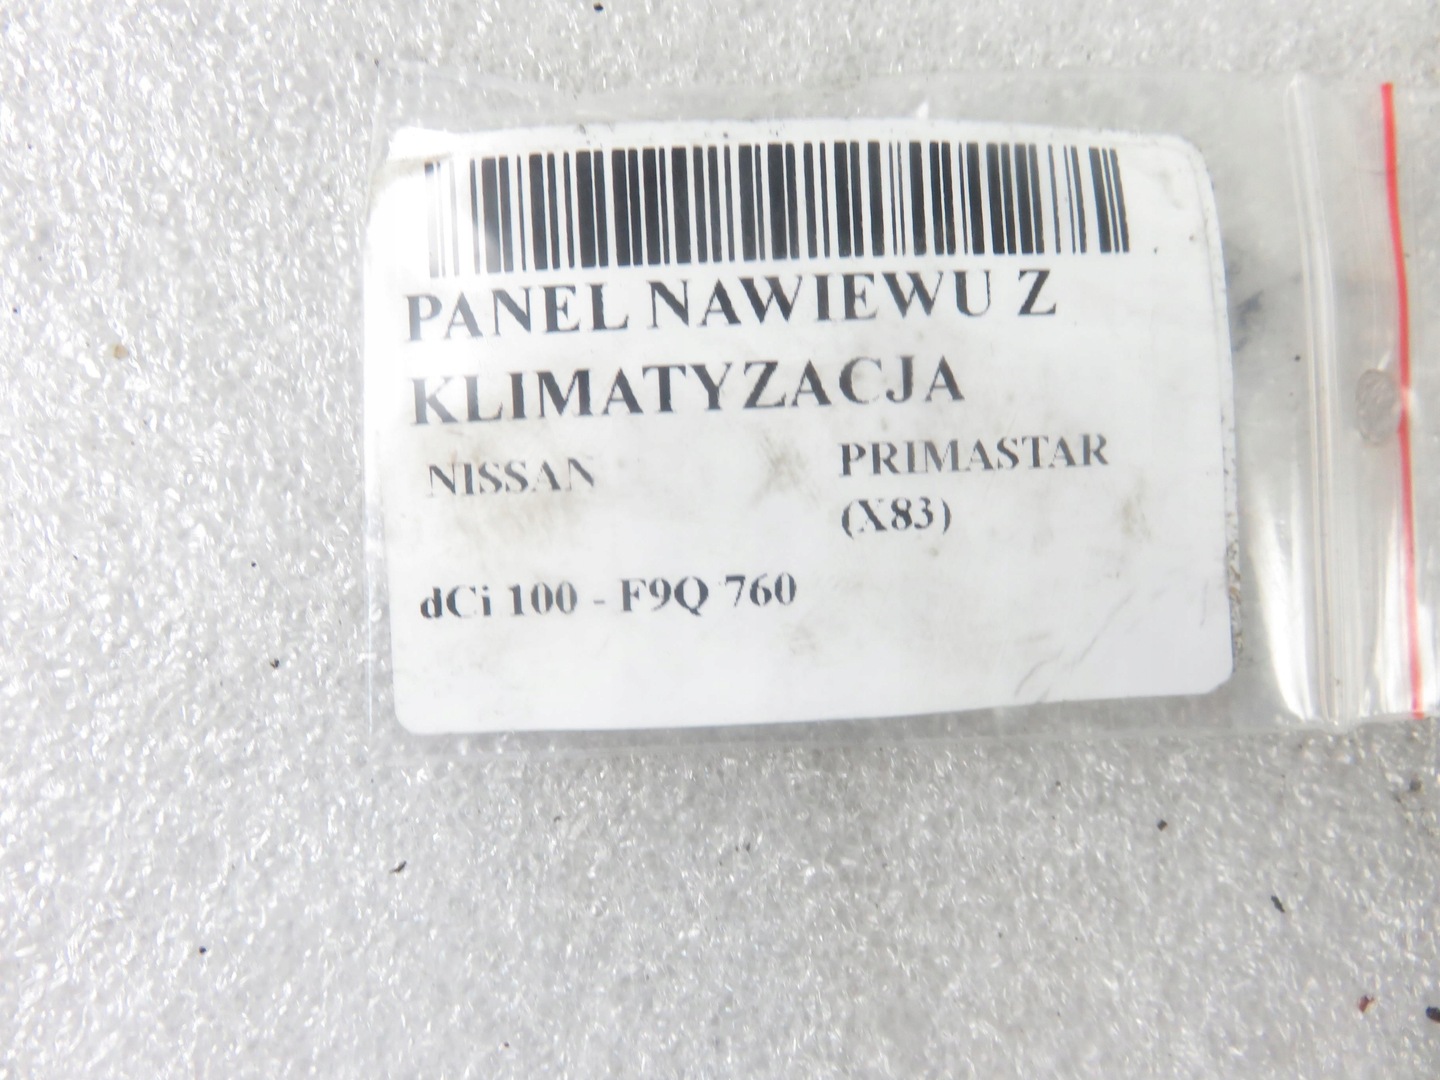 PANEL NAWIEWU Z
KLIMATYZACJA
NISSAN PRIMASTAR
(X83)
dCi 100 - F9Q 760